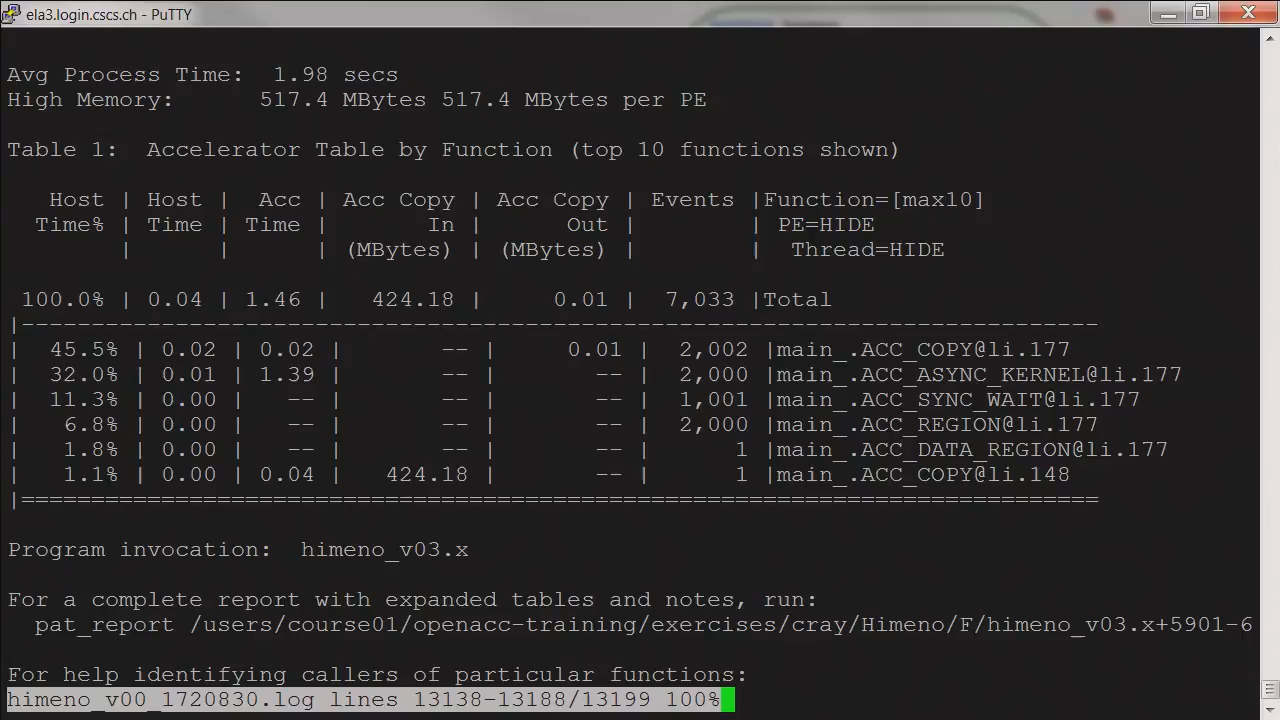 ela3.login.cscs.ch - PuTTY
Avg Process Time:  1.98 secs
High Memory:      517.4 MBytes 517.4 MBytes per PE
Table 1:  Accelerator Table by Function (top 10 functions shown)
   Host | Host |   Acc | Acc Copy | Acc Copy | Events |Function=[max10]
  Time% | Time |  Time |       In |      Out |        | PE=HIDE
        |      |       | (MBytes) | (MBytes) |        |  Thread=HIDE
 100.0% | 0.04 |  1.46 |   424.18 |     0.01 |  7,033 |Total
|-----------------------------------------------------------------------------
|  45.5% | 0.02 | 0.02 |       -- |     0.01 |  2,002 |main_.ACC_COPY@li.177
|  32.0% | 0.01 | 1.39 |       -- |       -- |  2,000 |main_.ACC_ASYNC_KERNEL@li.177
|  11.3% | 0.00 |   -- |       -- |       -- |  1,001 |main_.ACC_SYNC_WAIT@li.177
|   6.8% | 0.00 |   -- |       -- |       -- |  2,000 |main_.ACC_REGION@li.177
|   1.8% | 0.00 |   -- |       -- |       -- |      1 |main_.ACC_DATA_REGION@li.177
|   1.1% | 0.00 | 0.04 |   424.18 |       -- |      1 |main_.ACC_COPY@li.148
|=============================================================================
Program invocation:  himeno_v03.x
For a complete report with expanded tables and notes, run:
  pat_report /users/course01/openacc-training/exercises/cray/Himeno/F/himeno_v03.x+5901-6
For help identifying callers of particular functions:
himeno_v00_1720830.log lines 13138-13188/13199 100%